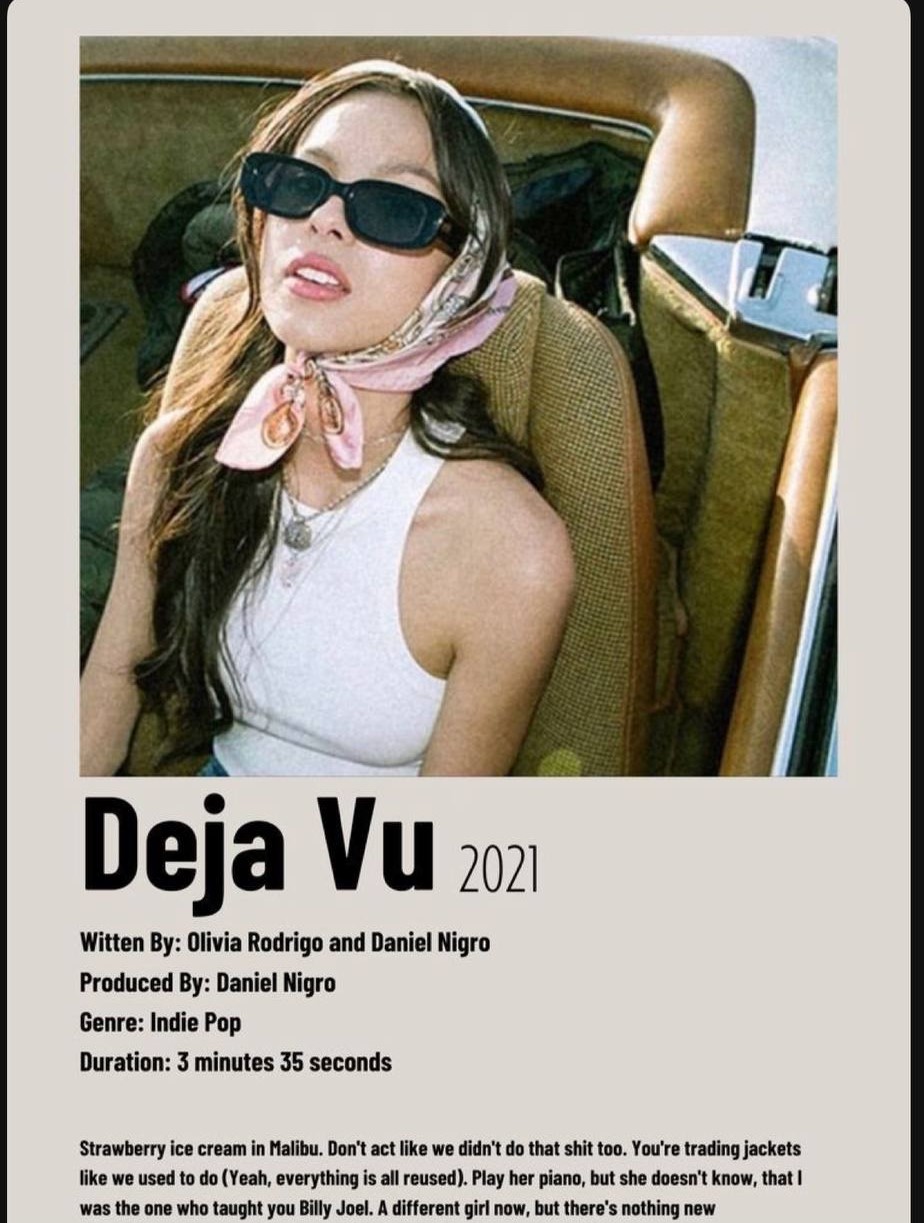 Deja Vu 2021
Witten By: Olivia Rodrigo and Daniel Nigro
Produced By: Daniel Nigro
Genre: Indie Pop
Duration: 3 minutes 35 seconds
Strawberry ice cream in Malibu. Don't act like we didn't do that shit too. You're trading jackets
like we used to do (Yeah, everything is all reused). Play her piano, but she doesn't know, that I
was the one who taught you Billy Joel. A different girl now, but there's nothing new